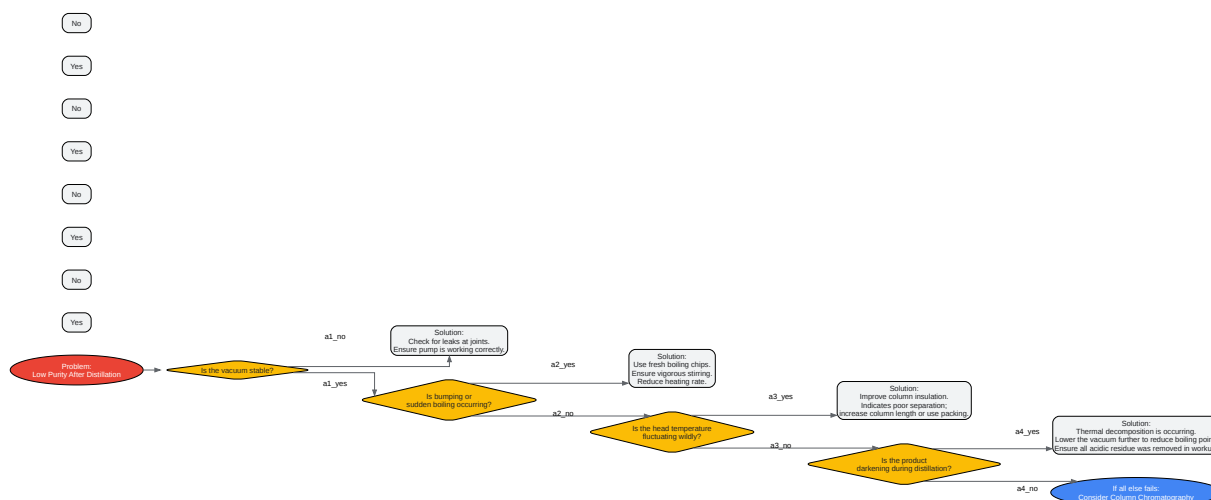 No
Yes
No
Yes
No
Yes
No
Yes
Problem:
Low Purity After Distillation
Is the vacuum stable?
a1_no
a1_yes
Solution:
Check for leaks at joints.
Ensure pump is working correctly.
Is bumping or
sudden boiling occurring?
a2_yes
a2_no
Solution:
Use fresh boiling chips.
Ensure vigorous stirring.
Reduce heating rate.
Is the head temperature
fluctuating wildly?
a3_yes
a3_no
Solution:
Improve column insulation.
Indicates poor separation;
increase column length or use packing.
Is the product
darkening during distillation?
a4_yes
a4_no
Solution:
Thermal decomposition is occurring.
Lower the vacuum further to reduce boiling poin
Ensure all acidic residue was removed in worku
If all else fails:
Consider Column Chromatography